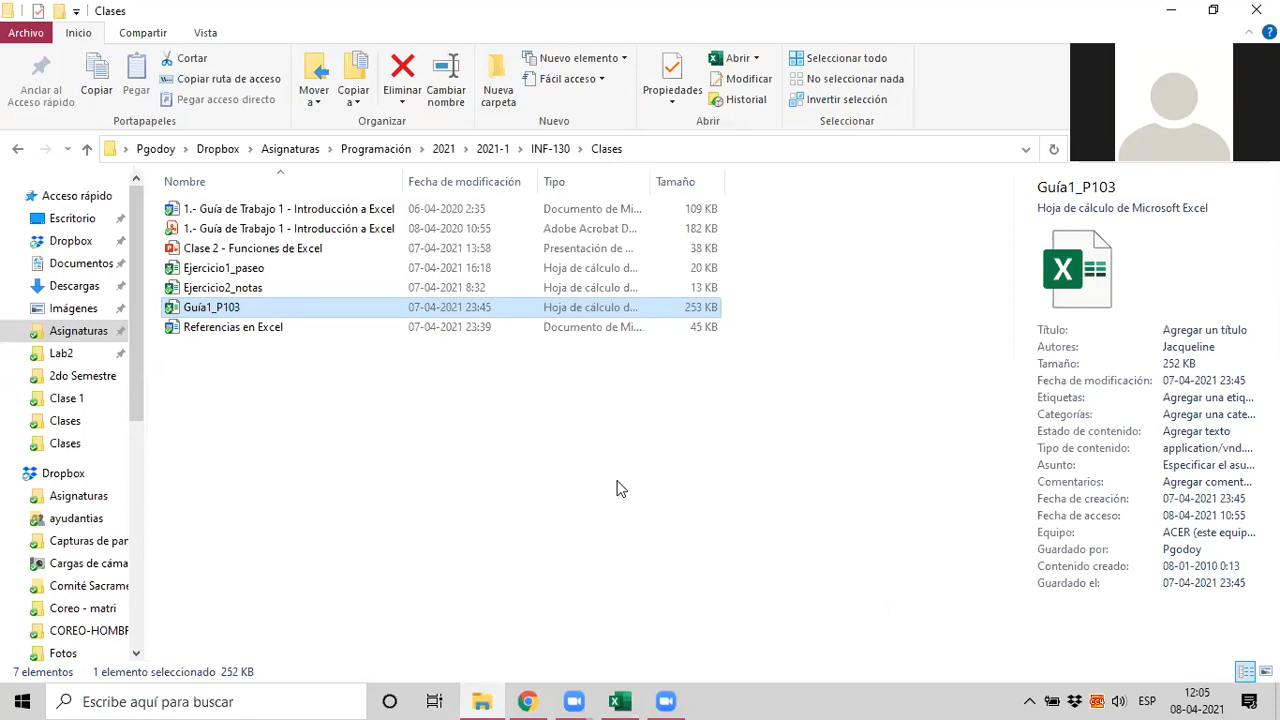 Clases
Archivo Inicio Compartir Vista
Anclar al Acceso rápido
Copiar
Pegar
Cortar
Copiar ruta de acceso
Pegar acceso directo
Portapapeles
Mover a
Copiar a
Eliminar
Cambiar nombre
Organizar
Nueva carpeta
Nuevo elemento
Fácil acceso
Nuevo
Propiedades
Abrir
Modificar
Historial
Abrir
Seleccionar todo
No seleccionar nada
Invertir selección
Seleccionar
Pgodoy > Dropbox > Asignaturas > Programación > 2021 > 2021-1 > INF-130 > Clases
Nombre Fecha de modificación Tipo Tamaño
1.- Guía de Trabajo 1 - Introducción a Excel 06-04-2020 2:35 Documento de Mi... 109 KB
1.- Guía de Trabajo 1 - Introducción a Excel 08-04-2020 10:55 Adobe Acrobat D... 182 KB
Clase 2 - Funciones de Excel 07-04-2021 13:58 Presentación de ... 38 KB
Ejercicio1_paseo 07-04-2021 16:18 Hoja de cálculo d... 20 KB
Ejercicio2_notas 07-04-2021 8:32 Hoja de cálculo d... 13 KB
Guía1_P103 07-04-2021 23:45 Hoja de cálculo d... 253 KB
Referencias en Excel 07-04-2021 23:39 Documento de Mi... 45 KB
Acceso rápido
Escritorio
Dropbox
Documentos
Descargas
Imágenes
Asignaturas
Lab2
2do Semestre
Clase 1
Clases
Clases
Dropbox
Asignaturas
ayudantias
Capturas de par
Cargas de cáma
Comité Sacrame
Coreo - matri
COREO-HOMBR
Fotos
Guía1_P103
Hoja de cálculo de Microsoft Excel
X
Título: Agregar un título
Autores: Jacqueline
Tamaño: 252 KB
Fecha de modificación: 07-04-2021 23:45
Etiquetas: Agregar una etiq...
Categorías: Agregar una cate...
Estado de contenido: Agregar texto
Tipo de contenido: application/vnd....
Asunto: Especificar el asu...
Comentarios: Agregar coment...
Fecha de creación: 07-04-2021 23:45
Fecha de acceso: 08-04-2021 10:55
Equipo: ACER (este equip...
Guardado por: Pgodoy
Contenido creado: 08-01-2010 0:13
Guardado el: 07-04-2021 23:45
7 elementos 1 elemento seleccionado 252 KB
Escribe aquí para buscar
ESP
12:05
08-04-2021